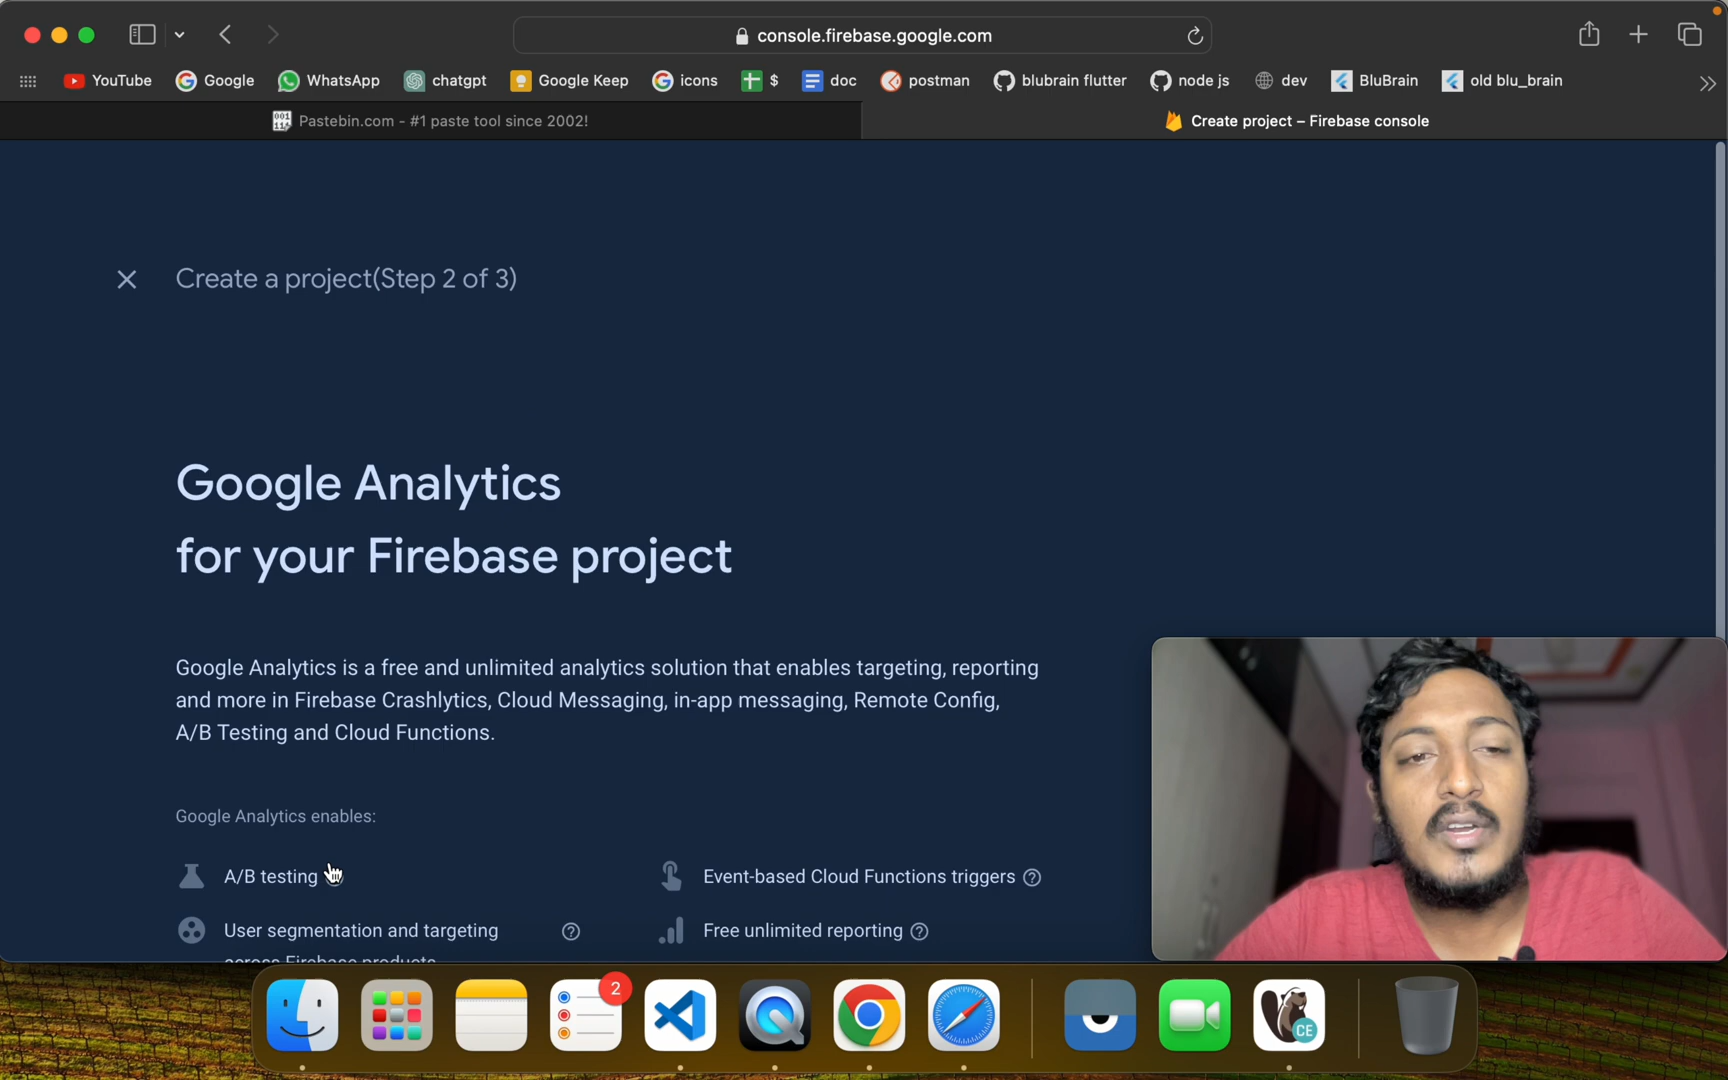 console.firebase.google.com
YouTube
Google
WhatsApp
chatgpt
Google Keep
icons
$
doc
postman
blubrain flutter
node js
dev
BluBrain
old blu_brain
Pastebin.com - #1 paste tool since 2002!
Create project – Firebase console
Create a project(Step 2 of 3)
Google Analytics
for your Firebase project
Google Analytics is a free and unlimited analytics solution that enables targeting, reporting
and more in Firebase Crashlytics, Cloud Messaging, in-app messaging, Remote Config,
A/B Testing and Cloud Functions.
Google Analytics enables:
A/B testing
Event-based Cloud Functions triggers
User segmentation and targeting
across Firebase products
Free unlimited reporting
2
CE